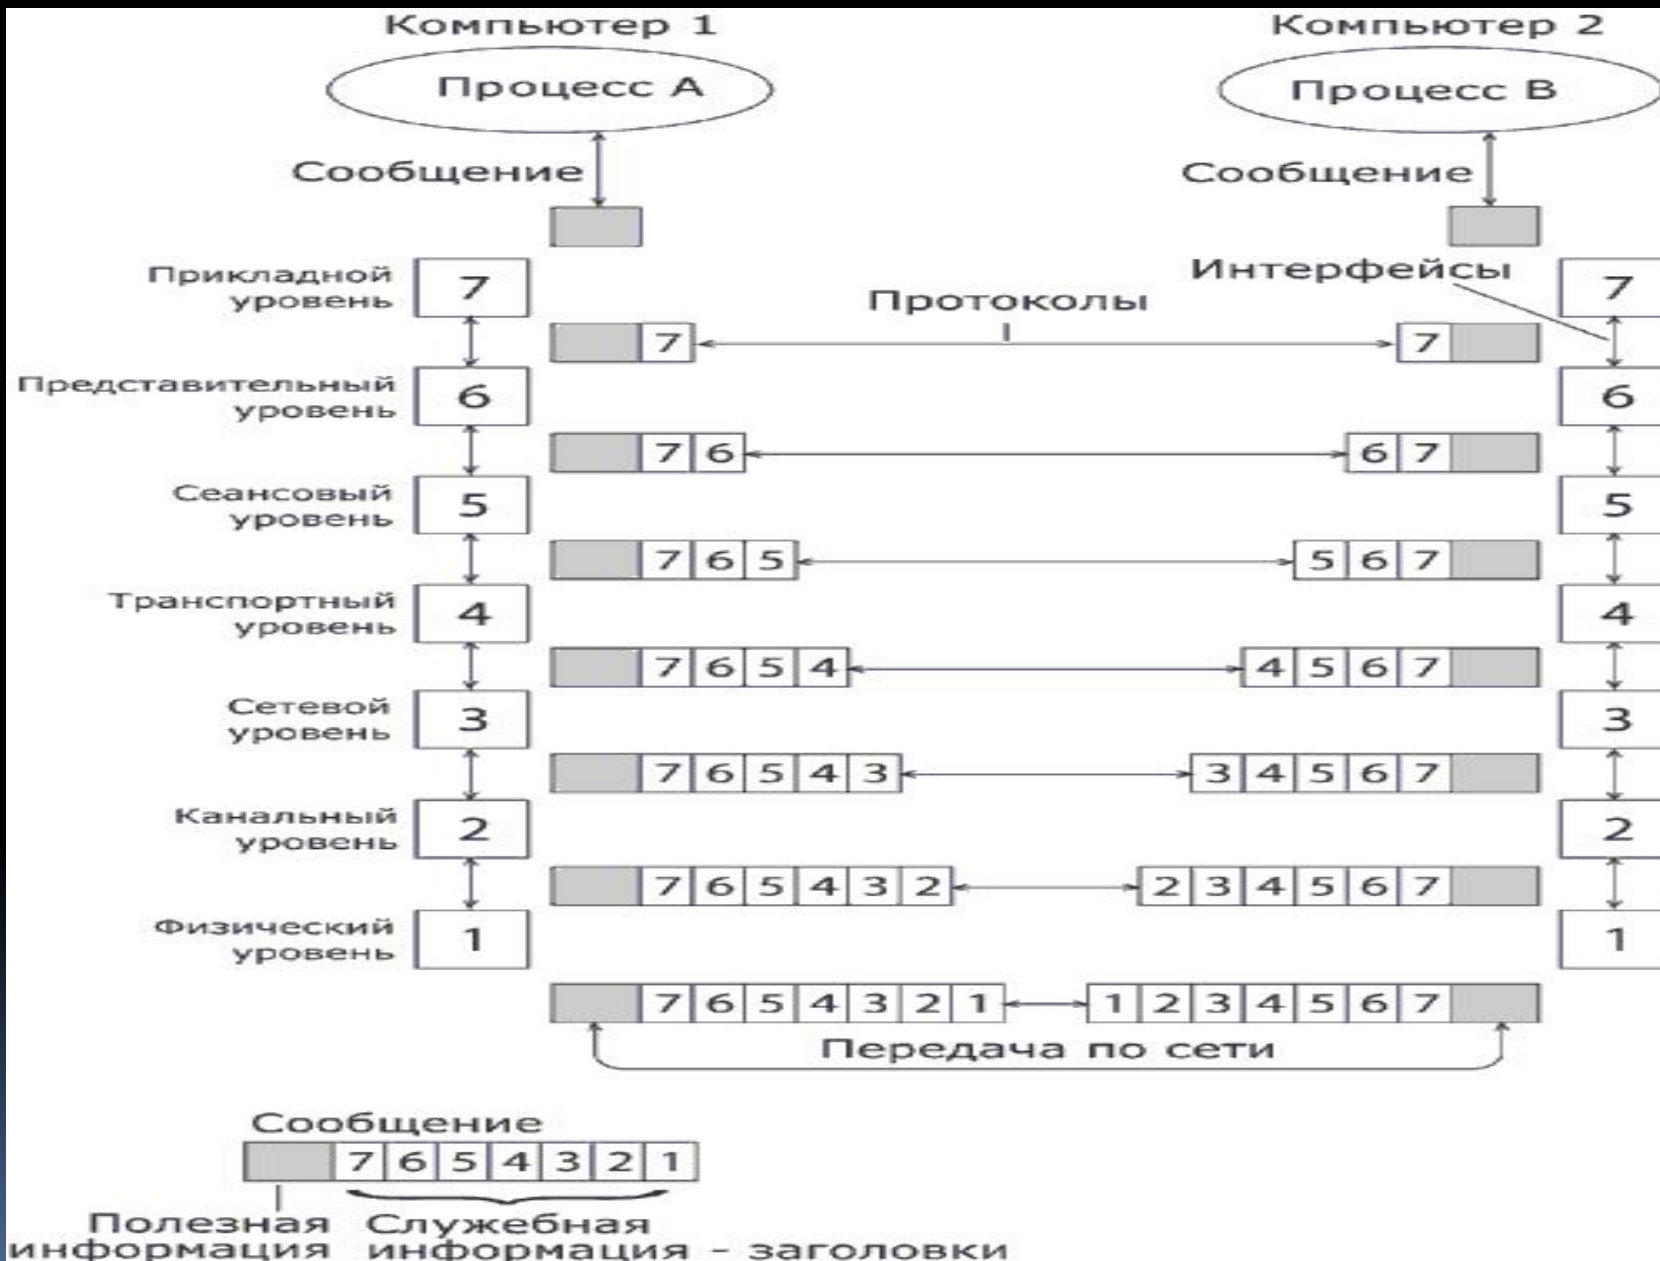 Компьютер 1
Компьютер 2
Процесс А
Процесс В
Сообщение
Сообщение
Прикладной
уровень
7
Интерфейсы
7
Протоколы
7
7
Представительный
уровень
6
6
7 6
6 7
Сеансовый
уровень
5
5
7 6 5
5 6 7
Транспортный
уровень
4
4
7 6 5 4
4 5 6 7
Сетевой
уровень
3
3
7 6 5 4 3
3 4 5 6 7
Канальный
уровень
2
2
7 6 5 4 3 2
2 3 4 5 6 7
Физический
уровень
1
1
7 6 5 4 3 2 1
1 2 3 4 5 6 7
Передача по сети
Сообщение
7 6 5 4 3 2 1
Полезная
информация
Служебная
информация - заголовки